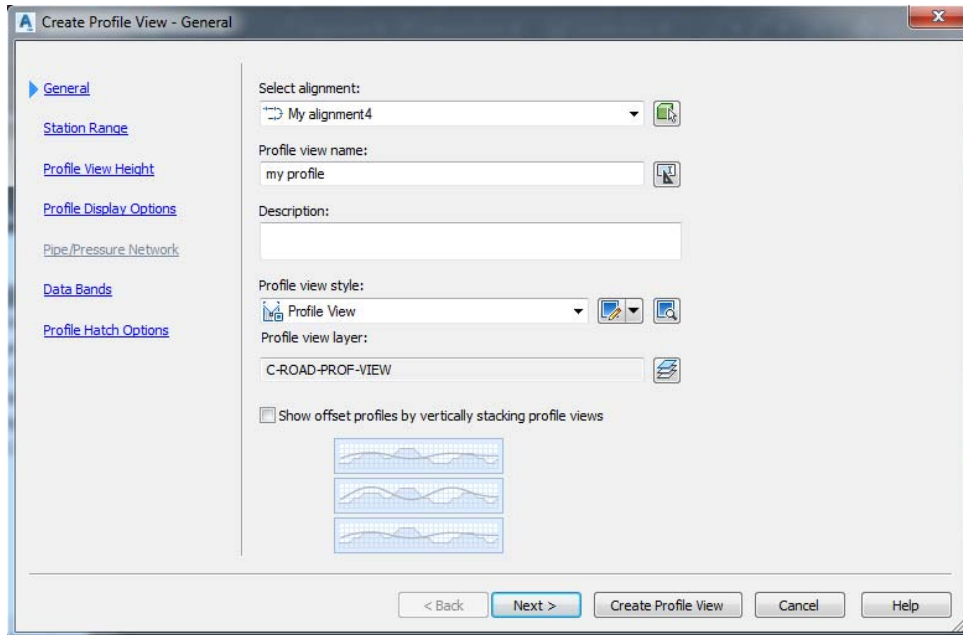 Create Profile View - General
General
Station Range
Profile View Height
Profile Display Options
Pipe/Pressure Network
Data Bands
Profile Hatch Options
Select alignment:
My alignment4
Profile view name:
my profile
Description:
Profile view style:
Profile View
Profile view layer:
C-ROAD-PROF-VIEW
Show offset profiles by vertically stacking profile views
< Back
Next >
Create Profile View
Cancel
Help